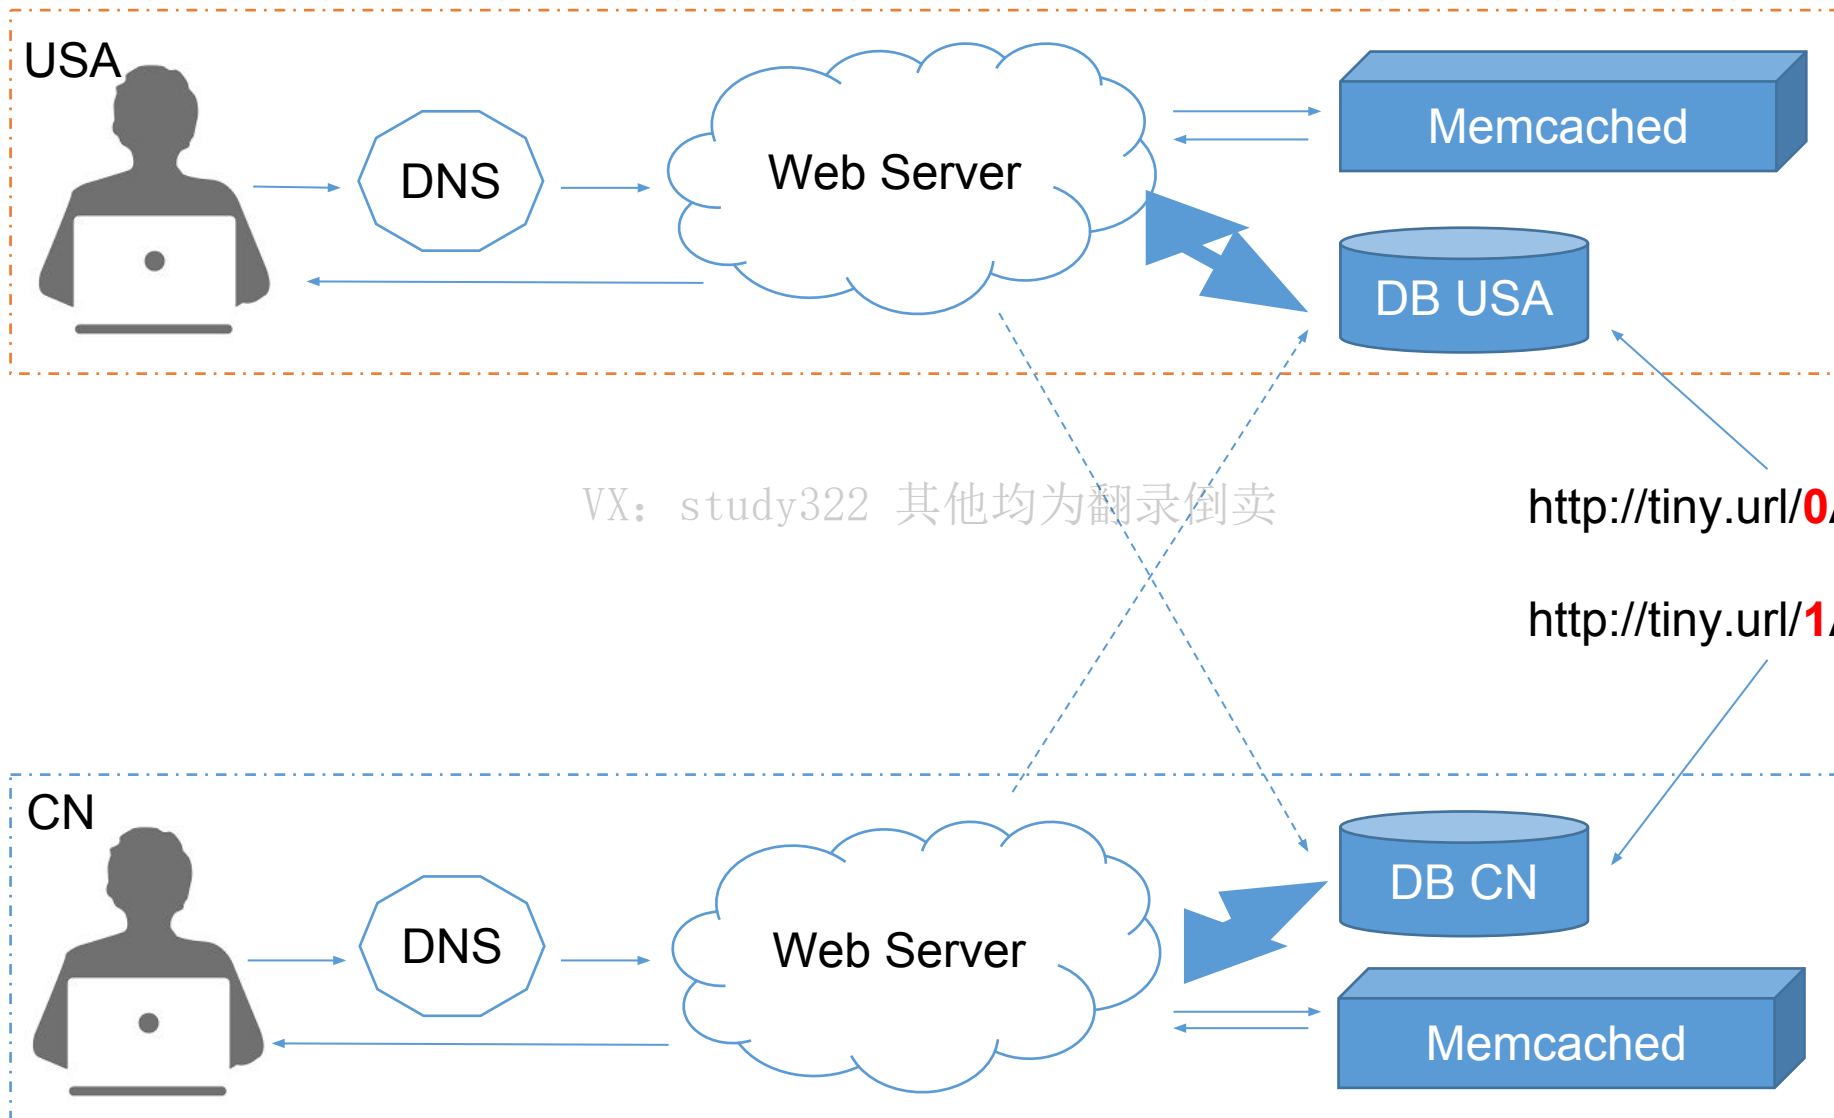 USA
DNS
Web Server
Memcached
DB USA
VX: study322 其他均为翻录倒卖
http://tiny.url/0
http://tiny.url/1
CN
DNS
Web Server
DB CN
Memcached